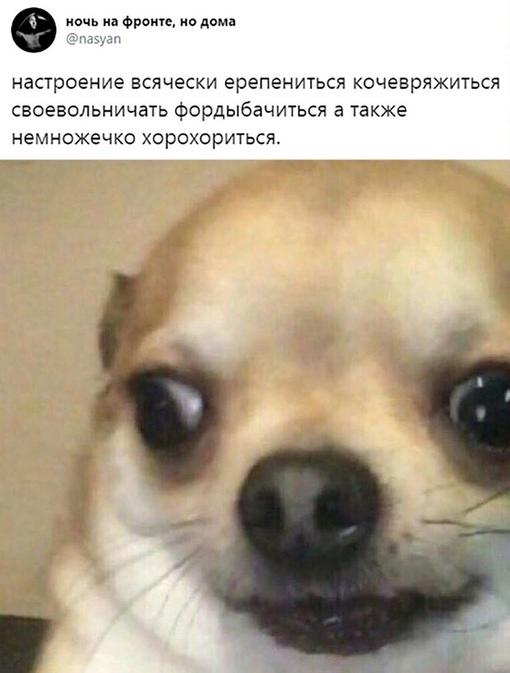 ночь на фронте, но дома
@nasyan
настроение всячески ерепениться кочевряжиться
своевольничать фордыбачиться а также
немножечко хорохориться.